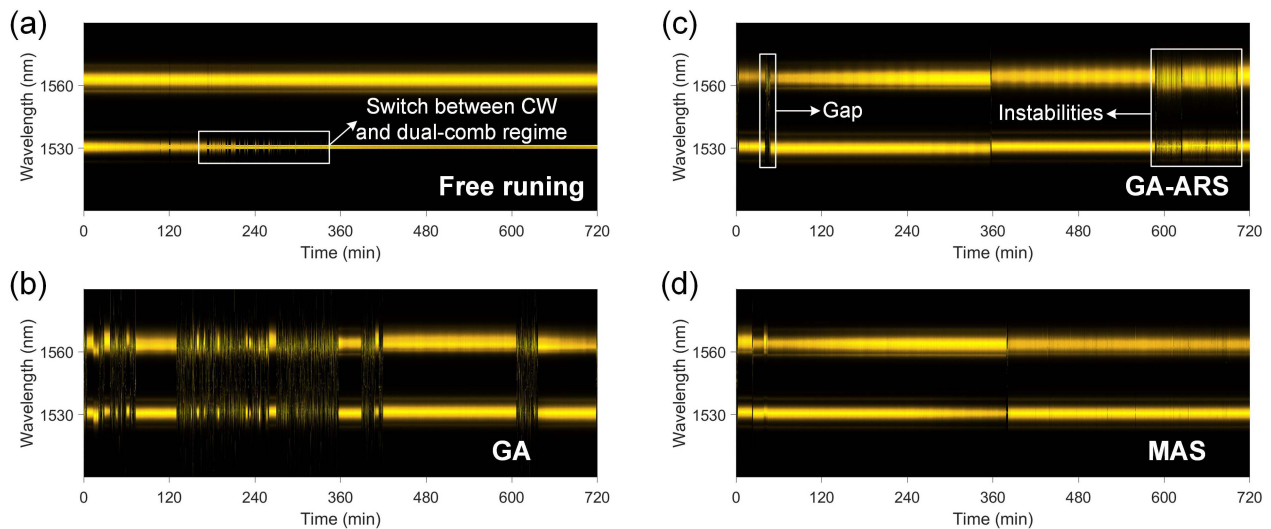 (a)
Wavelength (nm)
1560
1530
Switch between CW
and dual-comb regime
Free runing
0 120 240 360 480 600 720
Time (min)
(c)
Wavelength (nm)
1560
1530
Gap
Instabilities
GA-ARS
0 120 240 360 480 600 720
Time (min)
(b)
Wavelength (nm)
1560
1530
GA
0 120 240 360 480 600 720
Time (min)
(d)
Wavelength (nm)
1560
1530
MAS
0 120 240 360 480 600 720
Time (min)